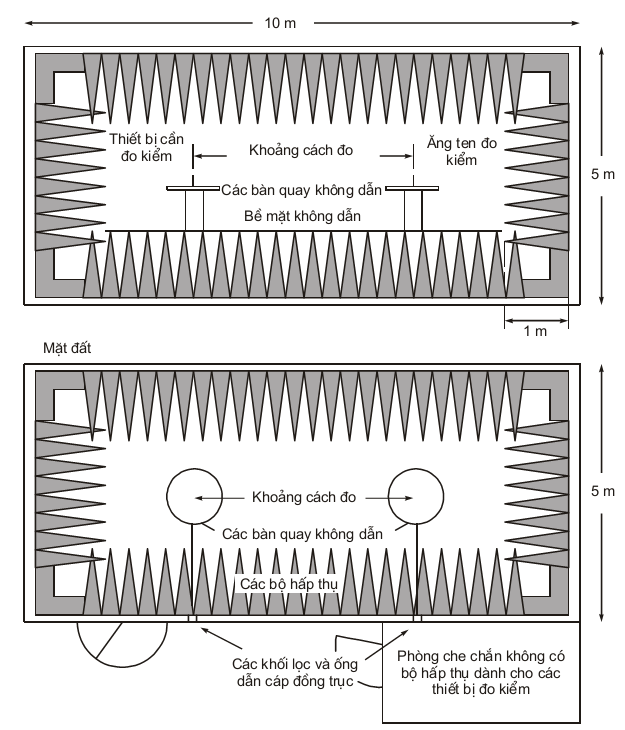 10 m
Thiết bị cần
đo kiểm
Khoảng cách đo
Ăng ten đo
kiểm
5 m
Các bàn quay không dẫn
Bề mặt không dẫn
1 m
Mặt đất
5 m
Khoảng cách đo
Các bàn quay không dẫn
Các bộ hấp thụ
Các khối lọc và ống
dẫn cáp đồng trục
Phòng che chắn không có
bộ hấp thụ dành cho các
thiết bị đo kiểm